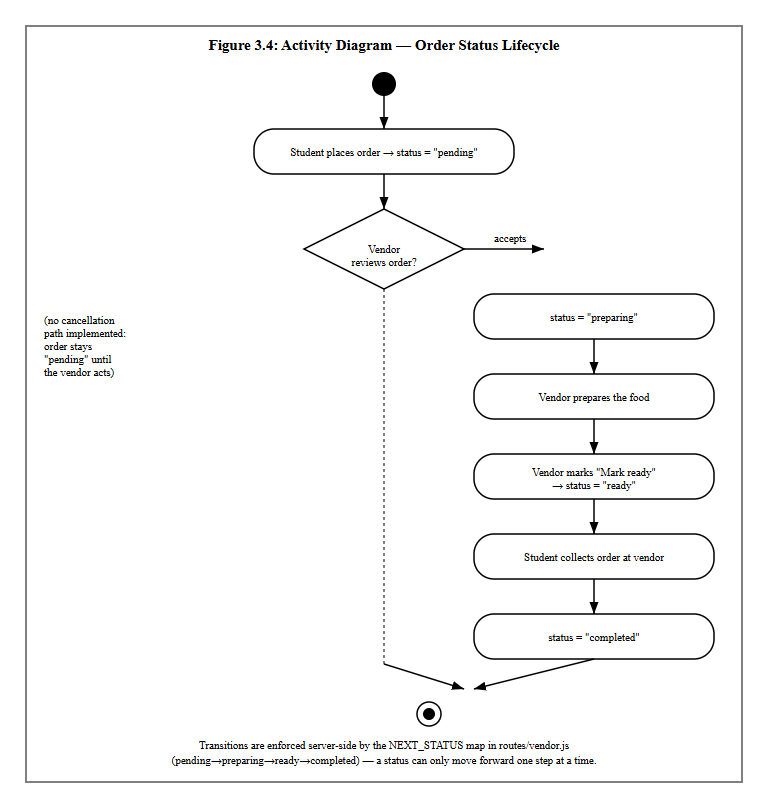 Figure 3.4: Activity Diagram — Order Status Lifecycle
Student places order → status = "pending"
Vendor
reviews order?
accepts
status = "preparing"
(no cancellation
path implemented:
order stays
"pending" until
the vendor acts)
Vendor prepares the food
Vendor marks "Mark ready"
→ status = "ready"
Student collects order at vendor
status = "completed"
Transitions are enforced server-side by the NEXT_STATUS map in routes/vendor.js
(pending→preparing→ready→completed) — a status can only move forward one step at a time.